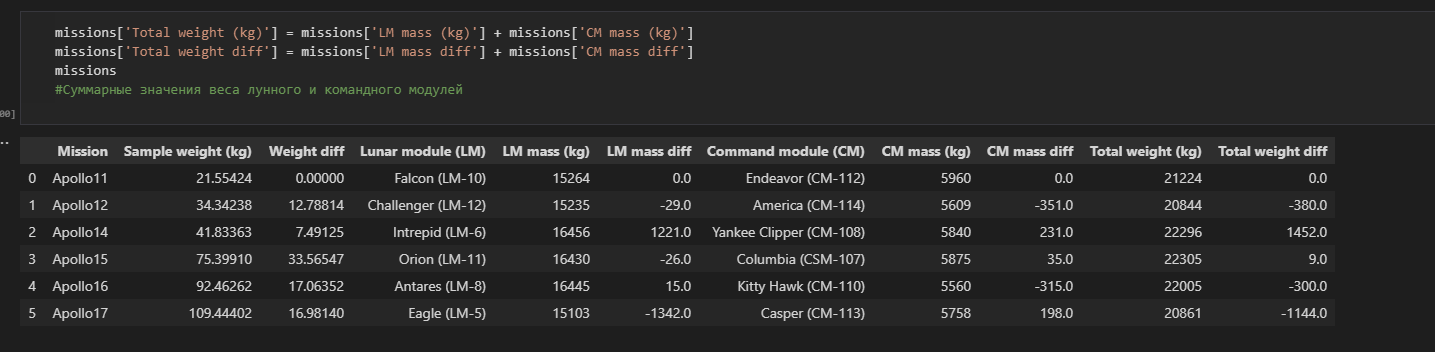 missions['Total weight (kg)'] = missions['LM mass (kg)'] + missions['CM mass (kg)']
missions['Total weight diff'] = missions['LM mass diff'] + missions['CM mass diff']
missions
#Суммарные значения веса лунного и командного модулей
00]
..
Mission Sample weight (kg) Weight diff Lunar module (LM) LM mass (kg) LM mass diff Command module (CM) CM mass (kg) CM mass diff Total weight (kg) Total weight diff
0 Apollo11 21.55424 0.00000 Falcon (LM-10) 15264 0.0 Endeavor (CM-112) 5960 0.0 21224 0.0
1 Apollo12 34.34238 12.78814 Challenger (LM-12) 15235 -29.0 America (CM-114) 5609 -351.0 20844 -380.0
2 Apollo14 41.83363 7.49125 Intrepid (LM-6) 16456 1221.0 Yankee Clipper (CM-108) 5840 231.0 22296 1452.0
3 Apollo15 75.39910 33.56547 Orion (LM-11) 16430 -26.0 Columbia (CSM-107) 5875 35.0 22305 9.0
4 Apollo16 92.46262 17.06352 Antares (LM-8) 16445 15.0 Kitty Hawk (CM-110) 5560 -315.0 22005 -300.0
5 Apollo17 109.44402 16.98140 Eagle (LM-5) 15103 -1342.0 Casper (CM-113) 5758 198.0 20861 -1144.0